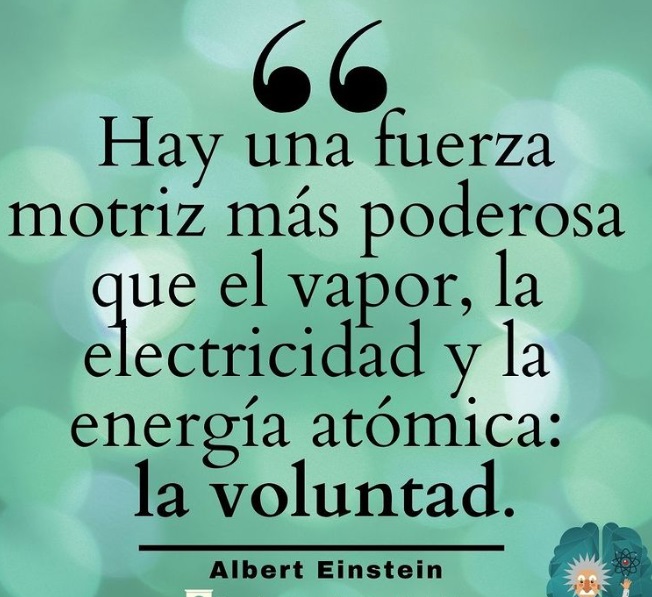 “
Hay una fuerza
motriz más poderosa
que el vapor, la
electricidad y la
energía atómica:
la voluntad.
Albert Einstein